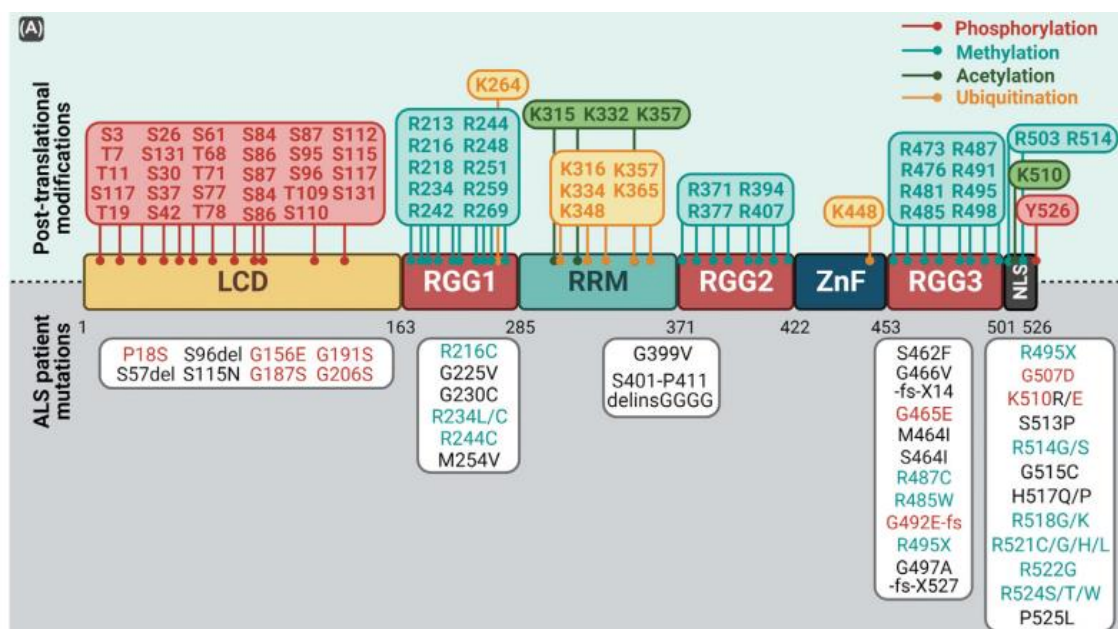 (A)
Phosphorylation
Methylation
Acetylation
Ubiquitination
Post-translational
modifications
S3 S26 S61 S84 S87 S112
T7 S131 T68 S86 S95 S115
T11 S30 T71 S87 S96 S117
S117 S37 S77 S84 T109 S131
T19 S42 T78 S86 S110
R213 R244
R216 R248
R218 R251
R234 R259
R242 R269
K264
K315 K332 K357
K316 K357
K334 K365
K348
R371 R394
R377 R407
K448
R473 R487
R476 R491
R481 R495
R485 R498
R503 R514
K510
Y526
LCD RGG1 RRM RGG2 ZnF RGG3 NLS
1 163 285 371 422 453 501 526
ALS patient
mutations
P18S S96del G156E G191S
S57del S115N G187S G206S
R216C
G225V
G230C
R234L/C
R244C
M254V
G399V
S401-P411
delinsGGGG
S462F
G466V
-fs-X14
G465E
M464I
S464I
R487C
R485W
G492E-fs
R495X
G497A
-fs-X527
R495X
G507D
K510R/E
S513P
R514G/S
G515C
H517Q/P
R518G/K
R521C/G/H/L
R522G
R524S/T/W
P525L